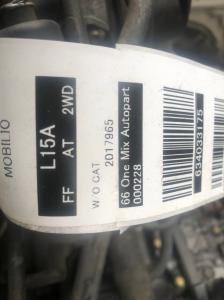 MOBILIO
L15A 2WD
FF AT
W/O CAT.
2017965
66 One Mix Autopart
000228
634033175